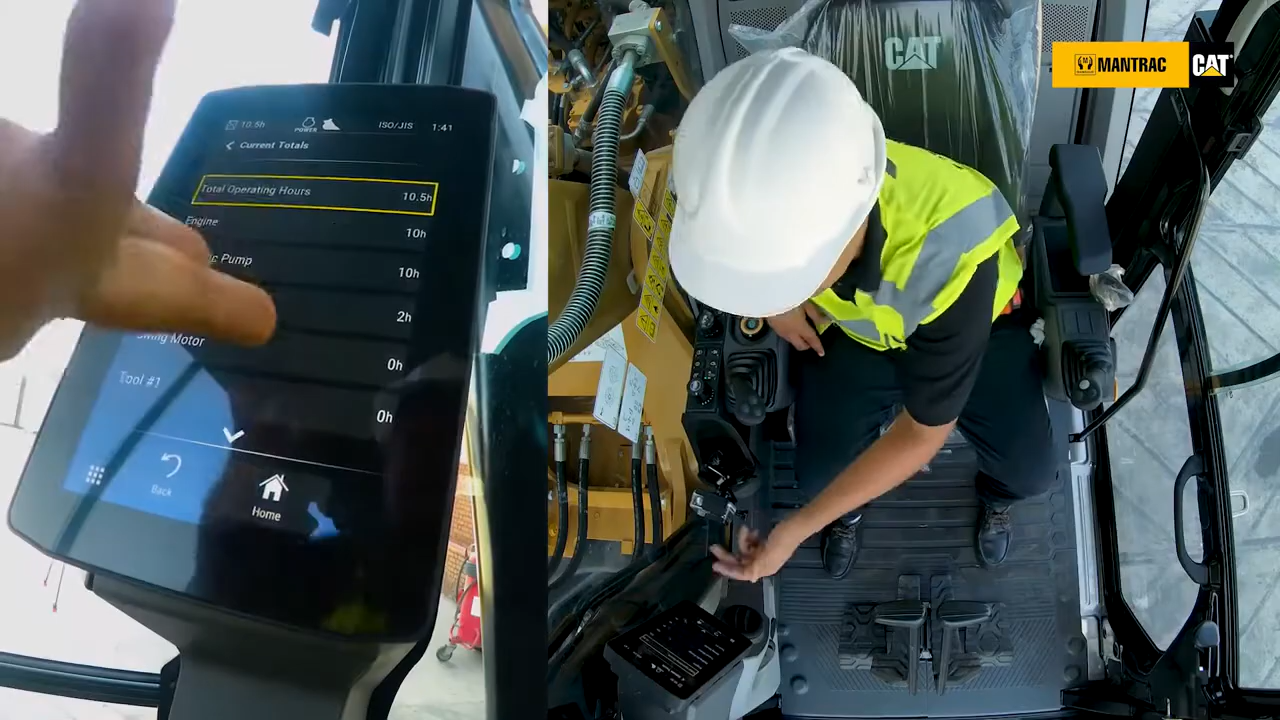 10.5h POWER ISO/JIS 1:41
Current Totals
Total Operating Hours 10.5h
Engine 10h
Pump 10h
2h
Swing Motor 0h
Tool #1 0h
Back
Home
CAT
MANTRAC CAT